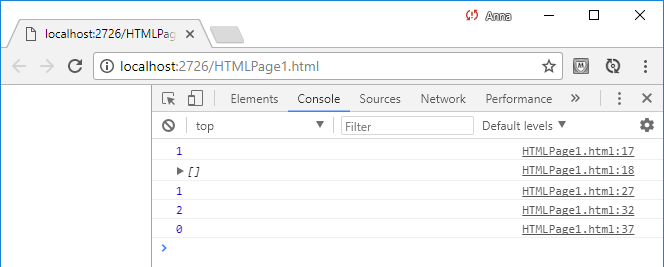 Anna
localhost:2726/HTMLPag
localhost:2726/HTMLPage1.html
Elements Console Sources Network Performance »
top Filter Default levels
1 HTMLPage1.html:17
[] HTMLPage1.html:18
1 HTMLPage1.html:27
2 HTMLPage1.html:32
0 HTMLPage1.html:37
>